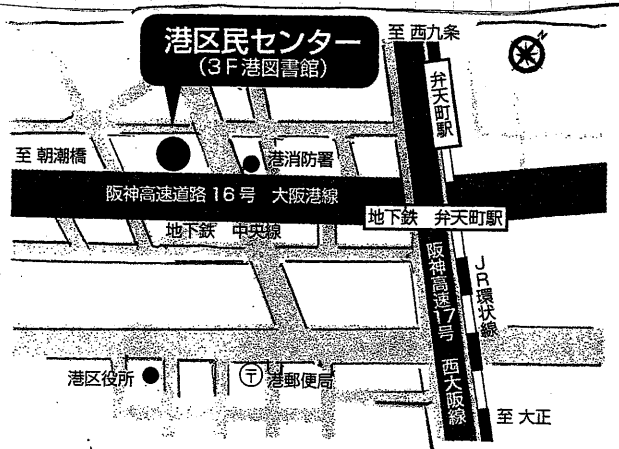 港区民センター
(3F港図書館)
至 西九条
N
弁天町駅
至 朝潮橋
港消防署
阪神高速道路 16号 大阪港線
地下鉄 弁天町駅
地下鉄 中央線
阪神高速17号 西大阪線
JR環状線
港区役所
〒 港郵便局
至 大正